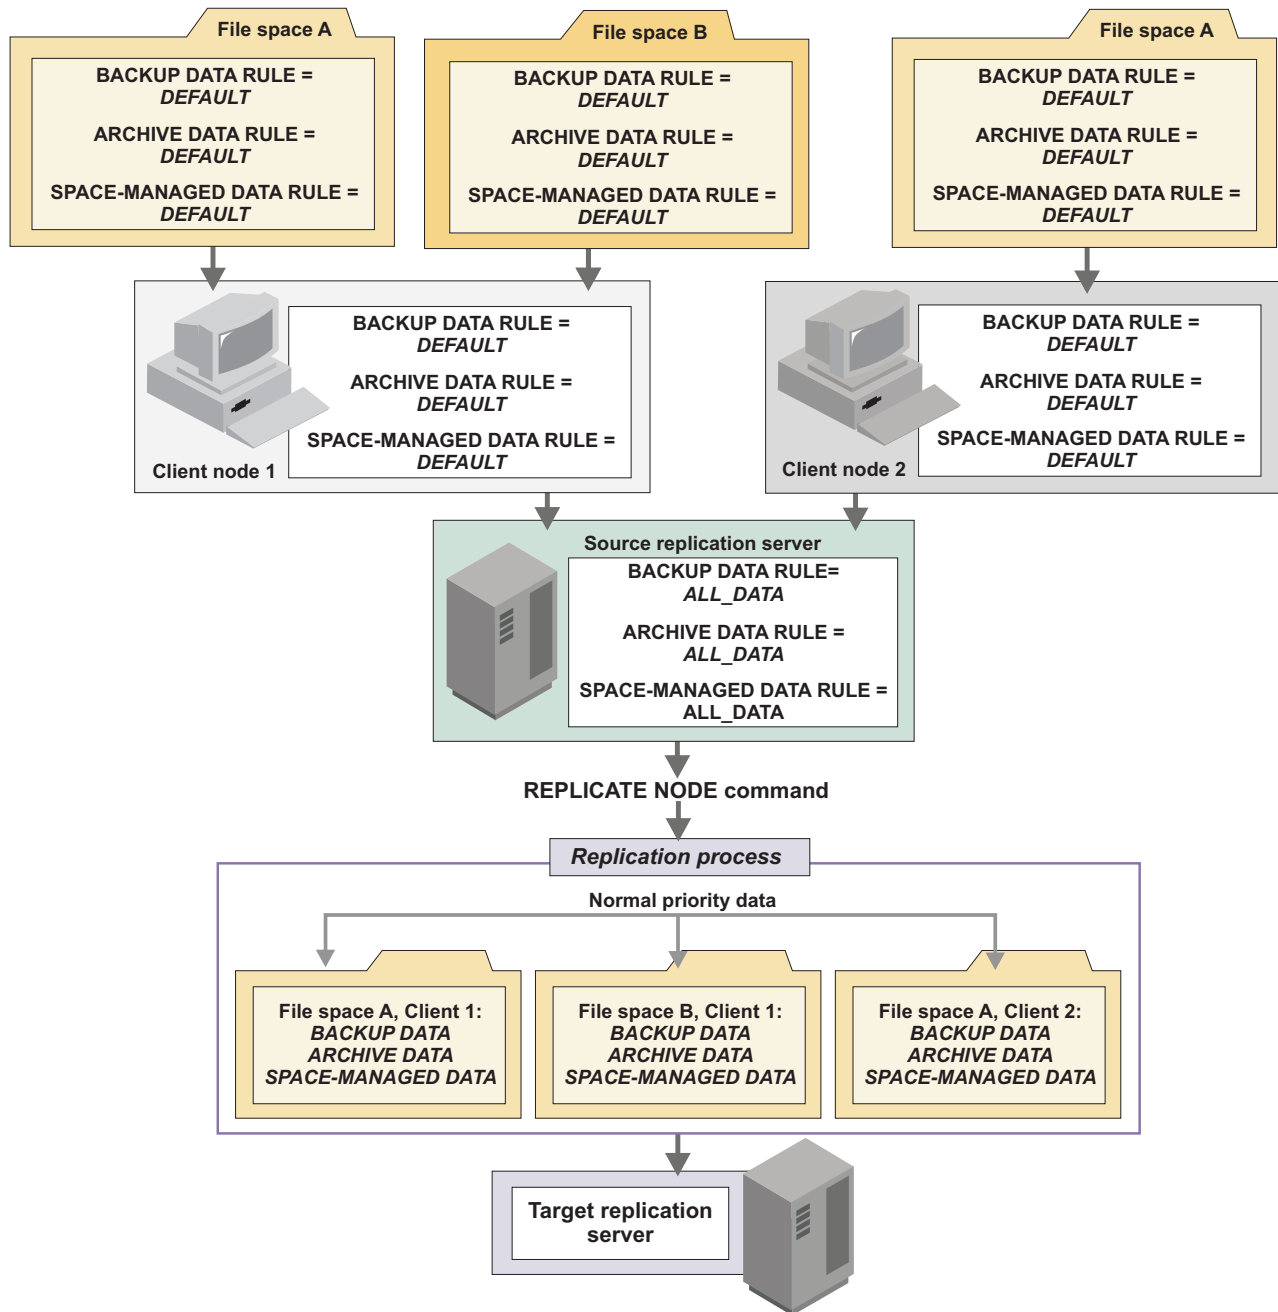 File space A
BACKUP DATA RULE =
DEFAULT
ARCHIVE DATA RULE =
DEFAULT
SPACE-MANAGED DATA RULE =
DEFAULT
File space B
BACKUP DATA RULE =
DEFAULT
ARCHIVE DATA RULE =
DEFAULT
SPACE-MANAGED DATA RULE =
DEFAULT
File space A
BACKUP DATA RULE =
DEFAULT
ARCHIVE DATA RULE =
DEFAULT
SPACE-MANAGED DATA RULE =
DEFAULT
BACKUP DATA RULE =
DEFAULT
ARCHIVE DATA RULE =
DEFAULT
SPACE-MANAGED DATA RULE =
DEFAULT
Client node 1
BACKUP DATA RULE =
DEFAULT
ARCHIVE DATA RULE =
DEFAULT
SPACE-MANAGED DATA RULE =
DEFAULT
Client node 2
Source replication server
BACKUP DATA RULE=
ALL_DATA
ARCHIVE DATA RULE =
ALL_DATA
SPACE-MANAGED DATA RULE =
ALL_DATA
REPLICATE NODE command
Replication process
Normal priority data
File space A, Client 1:
BACKUP DATA
ARCHIVE DATA
SPACE-MANAGED DATA
File space B, Client 1:
BACKUP DATA
ARCHIVE DATA
SPACE-MANAGED DATA
File space A, Client 2:
BACKUP DATA
ARCHIVE DATA
SPACE-MANAGED DATA
Target replication
server